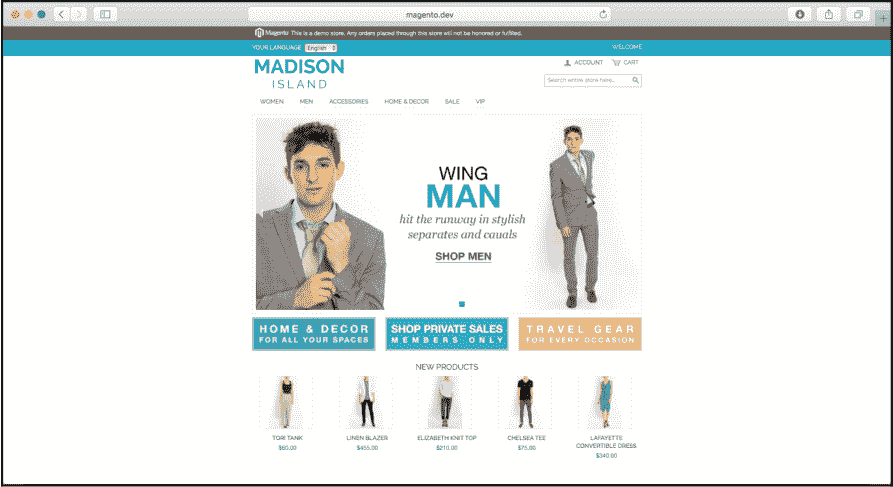 magento.dev
Magento This is a demo store. Any orders placed through this store will not be honored or fulfilled.
YOUR LANGUAGE English
WELCOME
MADISON
ISLAND
ACCOUNT CART
Search entire store here...
WOMEN MEN ACCESSORIES HOME & DECOR SALE VIP
WING
MAN
hit the runway in stylish
separates and cauals
SHOP MEN
HOME & DECOR
FOR ALL YOUR SPACES
SHOP PRIVATE SALES
MEMBERS ONLY
TRAVEL GEAR
FOR EVERY OCCASION
NEW PRODUCTS
TORI TANK
$60.00
LINEN BLAZER
$455.00
ELIZABETH KNIT TOP
$210.00
CHELSEA TEE
$75.00
LAFAYETTE
CONVERTIBLE DRESS
$340.00